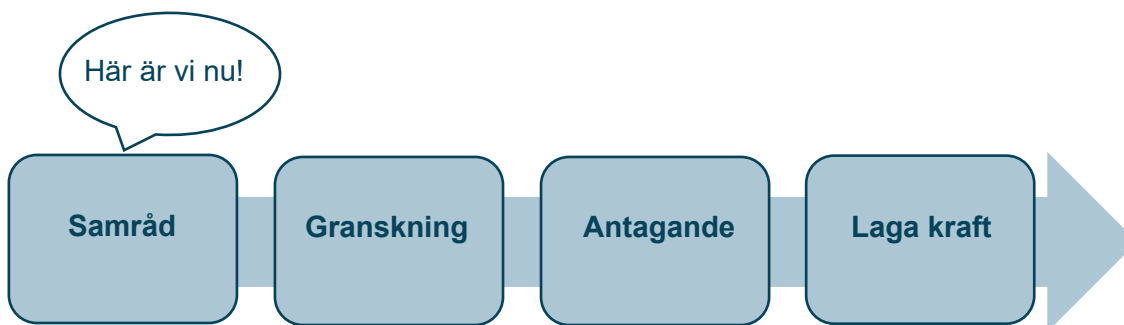 Här är vi nu!
Samråd
Granskning
Antagande
Laga kraft